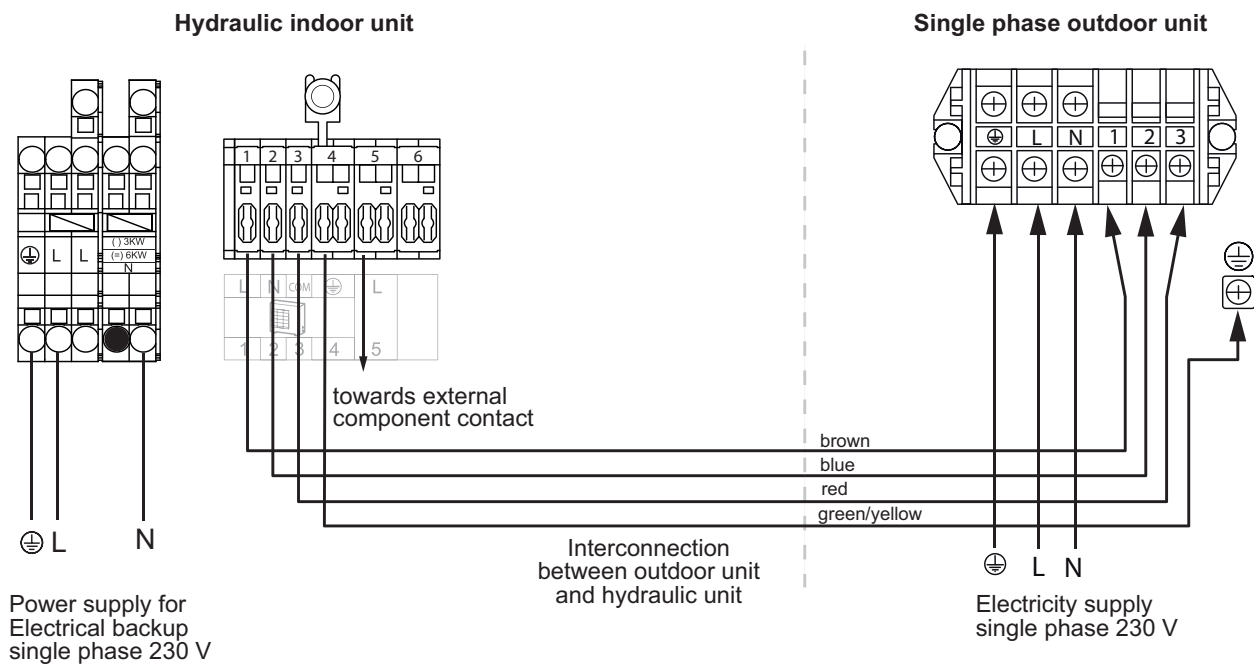 Hydraulic indoor unit
Single phase outdoor unit
1 2 3 4 5 6
L N 1 2 3
L L
( ) 3KW
(=) 6KW
N
L N COM L
1 2 3 4 5
towards external
component contact
brown
blue
red
green/yellow
L N
Interconnection
between outdoor unit
and hydraulic unit
L N
Power supply for
Electrical backup
single phase 230 V
Electricity supply
single phase 230 V